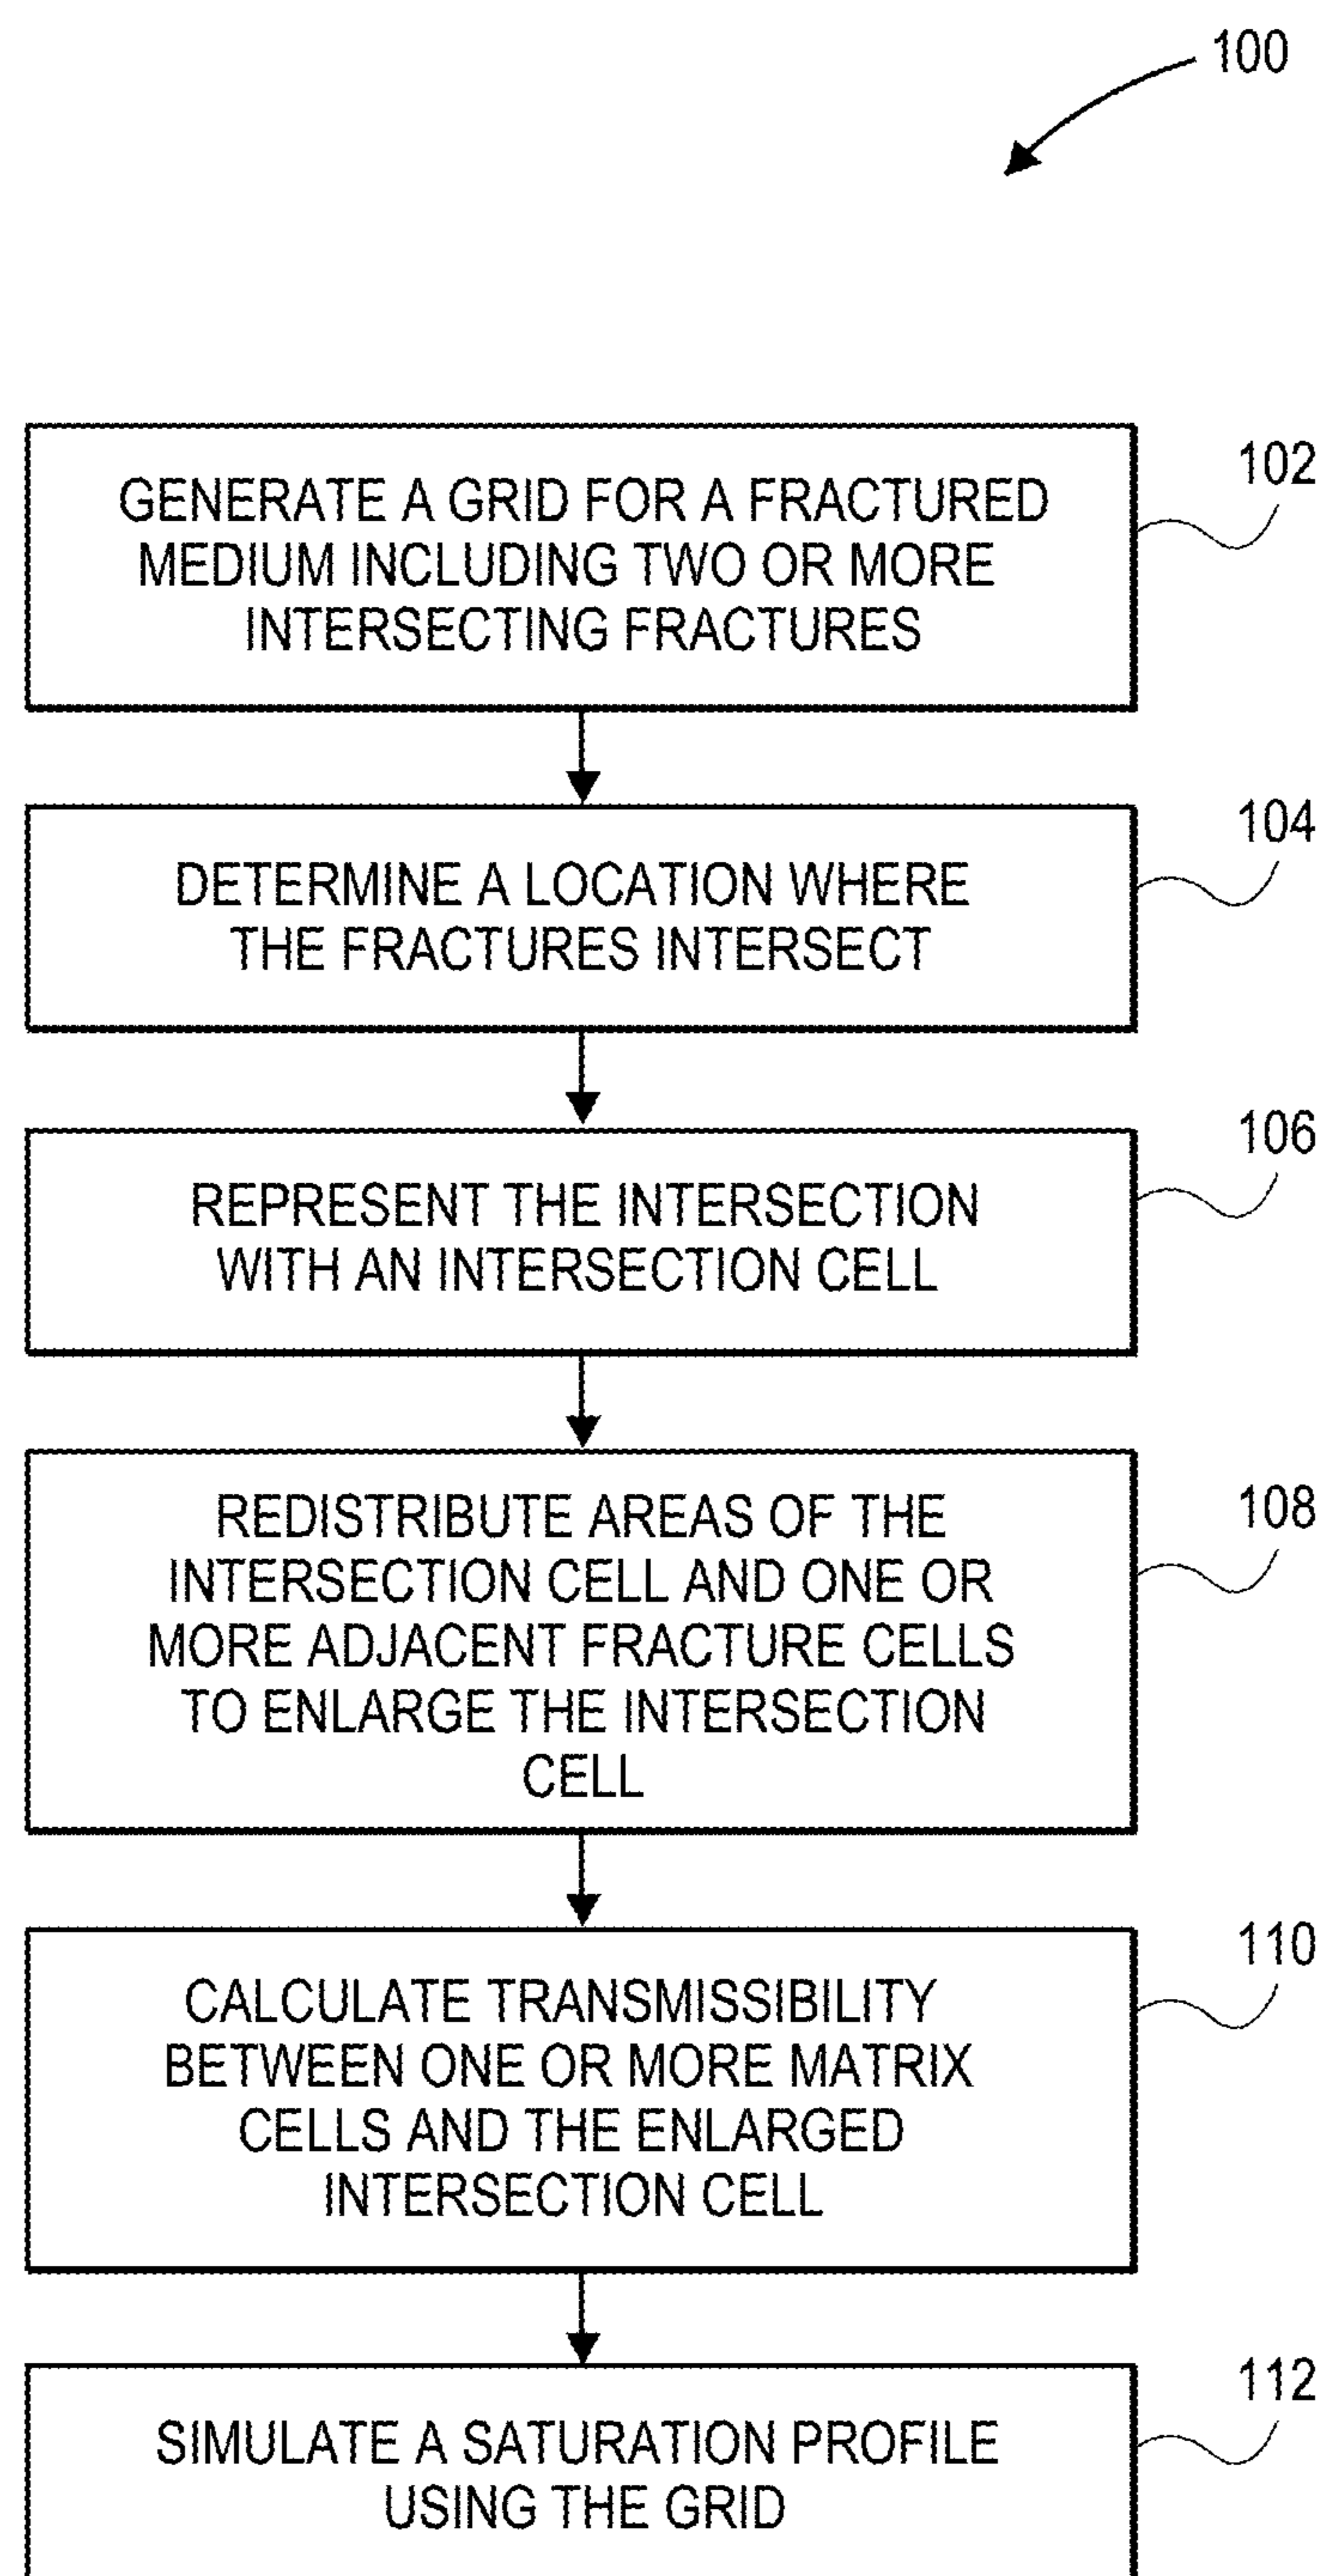 100
GENERATE A GRID FOR A FRACTURED
MEDIUM INCLUDING TWO OR MORE
INTERSECTING FRACTURES
102
DETERMINE A LOCATION WHERE
THE FRACTURES INTERSECT
104
REPRESENT THE INTERSECTION
WITH AN INTERSECTION CELL
106
REDISTRIBUTE AREAS OF THE
INTERSECTION CELL AND ONE OR
MORE ADJACENT FRACTURE CELLS
TO ENLARGE THE INTERSECTION
CELL
108
CALCULATE TRANSMISSIBILITY
BETWEEN ONE OR MORE MATRIX
CELLS AND THE ENLARGED
INTERSECTION CELL
110
SIMULATE A SATURATION PROFILE
USING THE GRID
112